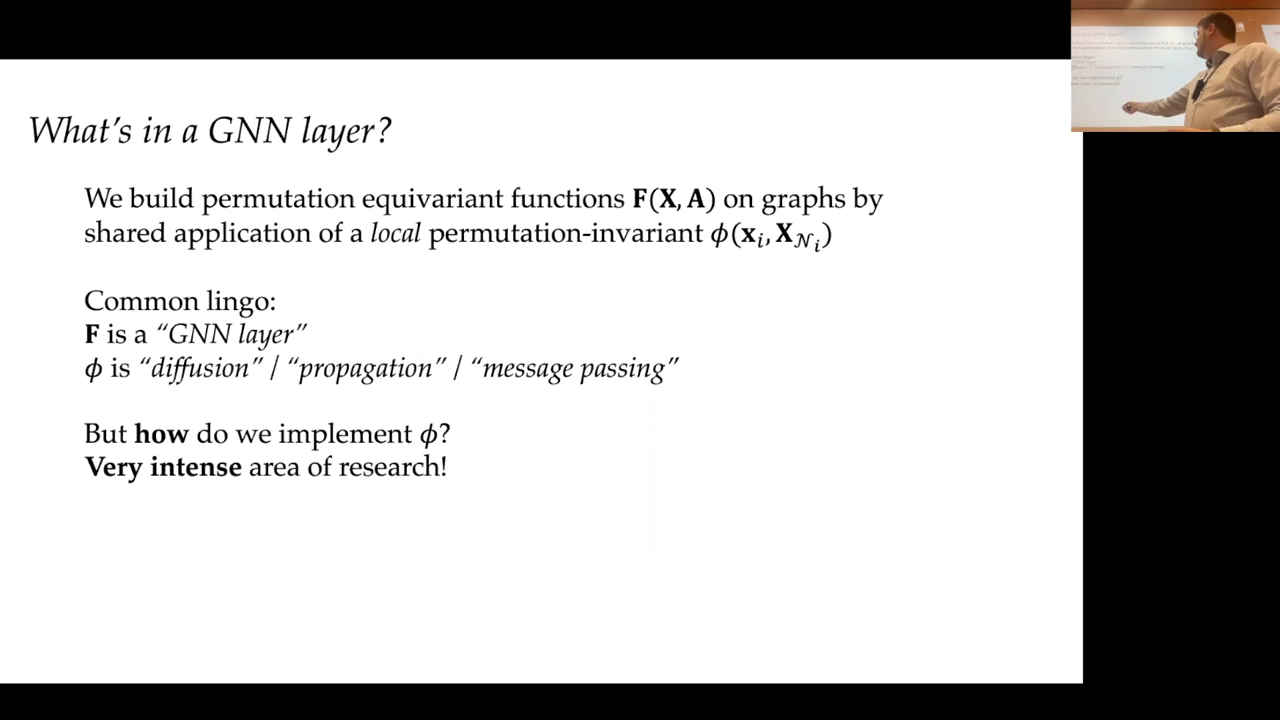 What's in a GNN layer?
We build permutation equivariant functions F(X, A) on graphs by
shared application of a local permutation-invariant ϕ(xᵢ, X_𝒩ᵢ)
Common lingo:
F is a “GNN layer”
ϕ is “diffusion” / “propagation” / “message passing”
But how do we implement ϕ?
Very intense area of research!